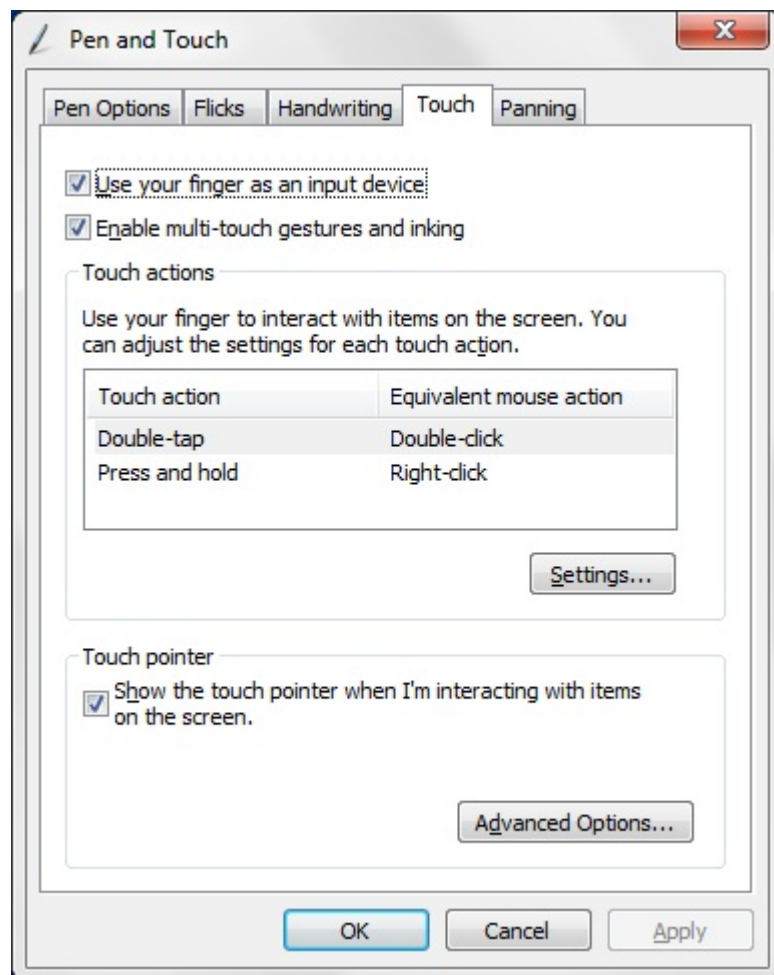 Pen and Touch
Pen Options Flicks Handwriting Touch Panning
Use your finger as an input device
Enable multi-touch gestures and inking
Touch actions
Use your finger to interact with items on the screen. You
can adjust the settings for each touch action.
Touch action Equivalent mouse action
Double-tap Double-click
Press and hold Right-click
Settings...
Touch pointer
Show the touch pointer when I'm interacting with items
on the screen.
Advanced Options...
OK Cancel Apply